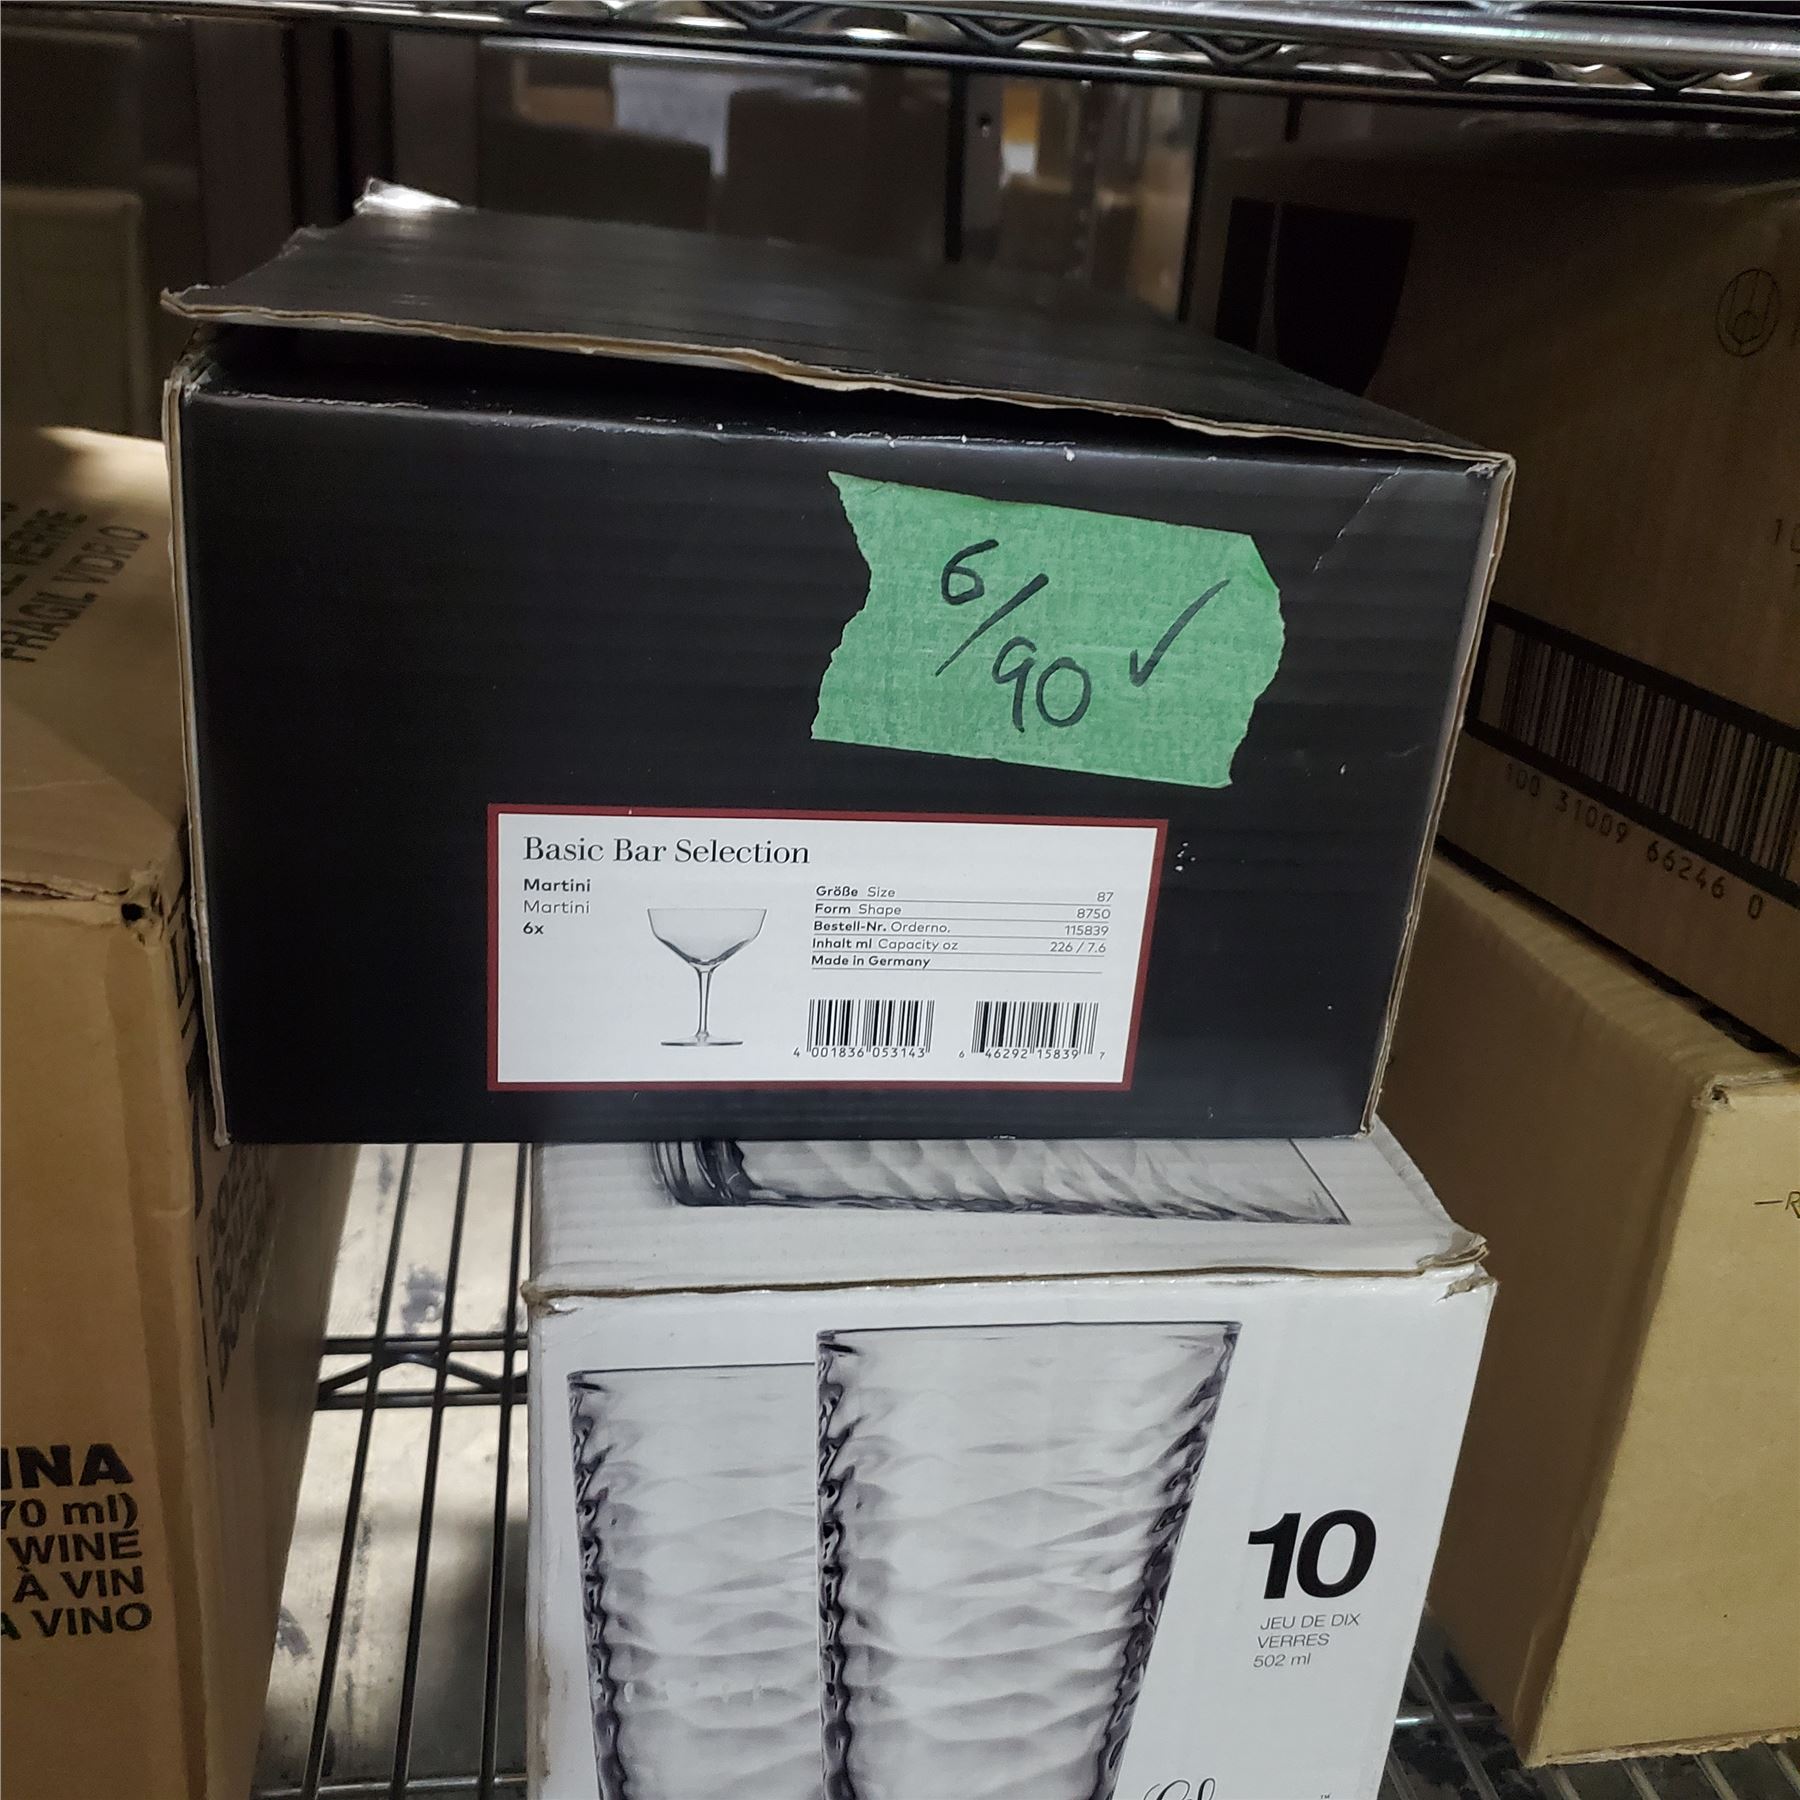 6/90 ✓
Basic Bar Selection
Martini
Martini
6x
Größe Size 87
Form Shape 8750
Bestell-Nr. Orderno. 115839
Inhalt ml Capacity oz 226 / 7.6
Made in Germany
4 001836 053143
6 46292 15839 7
10
JEU DE DIX
VERRES
502 ml
VERRE
FRAGIL VIDRIO
INA
70 ml)
WINE
À VIN
A VINO
100 31009 66246 0